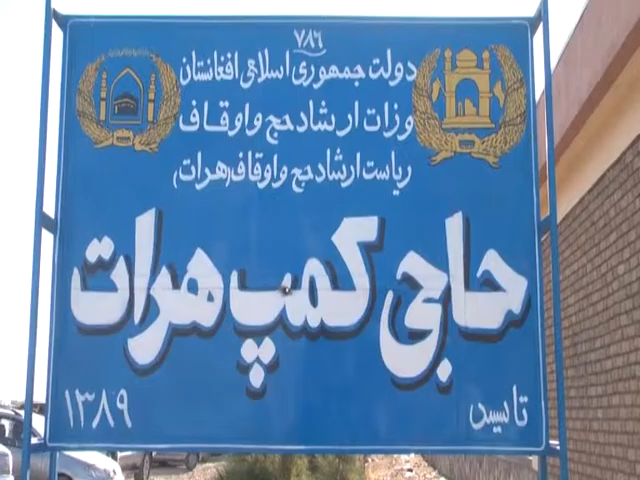 ۷۸۶
دولت جمهوری اسلامی افغانستان
وزات ارشاد حج و اوقاف
ریاست ارشاد حج و اوقاف (هرات)
حاجی کمپ هرات
تاسیس ۱۳۸۹